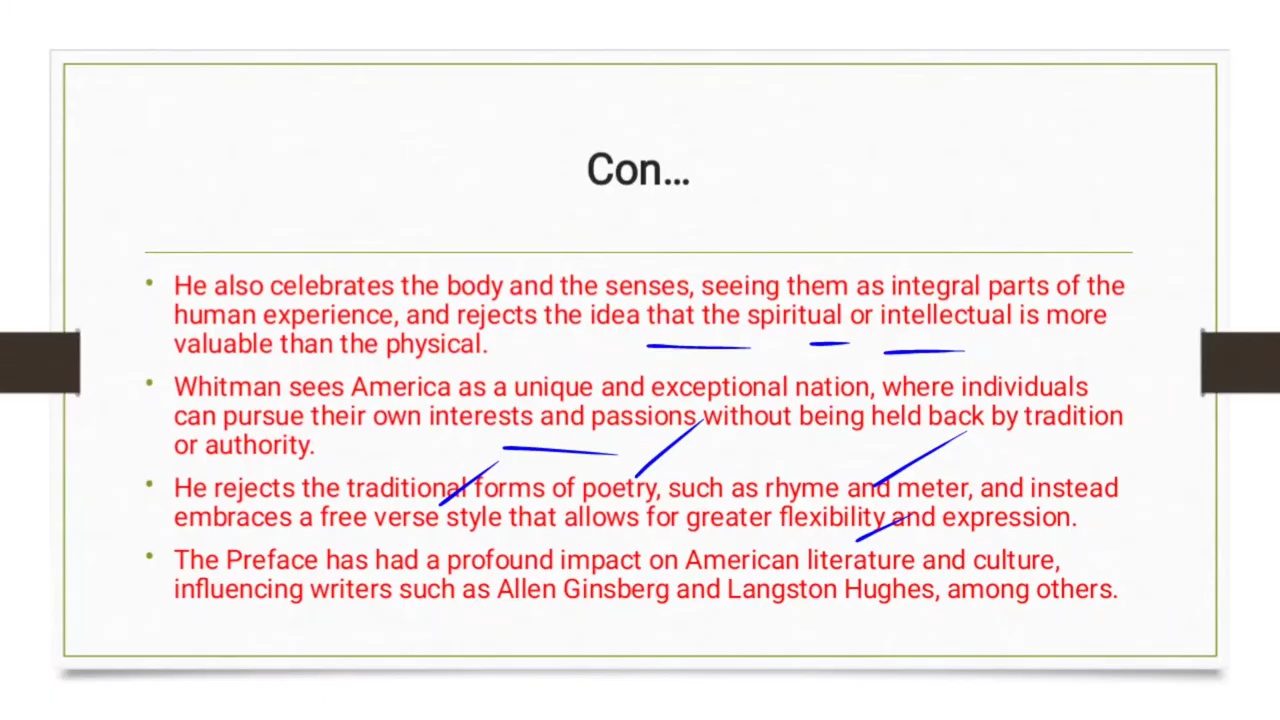 Con...
• He also celebrates the body and the senses, seeing them as integral parts of the
human experience, and rejects the idea that the spiritual or intellectual is more
valuable than the physical.
• Whitman sees America as a unique and exceptional nation, where individuals
can pursue their own interests and passions without being held back by tradition
or authority.
• He rejects the traditional forms of poetry, such as rhyme and meter, and instead
embraces a free verse style that allows for greater flexibility and expression.
• The Preface has had a profound impact on American literature and culture,
influencing writers such as Allen Ginsberg and Langston Hughes, among others.